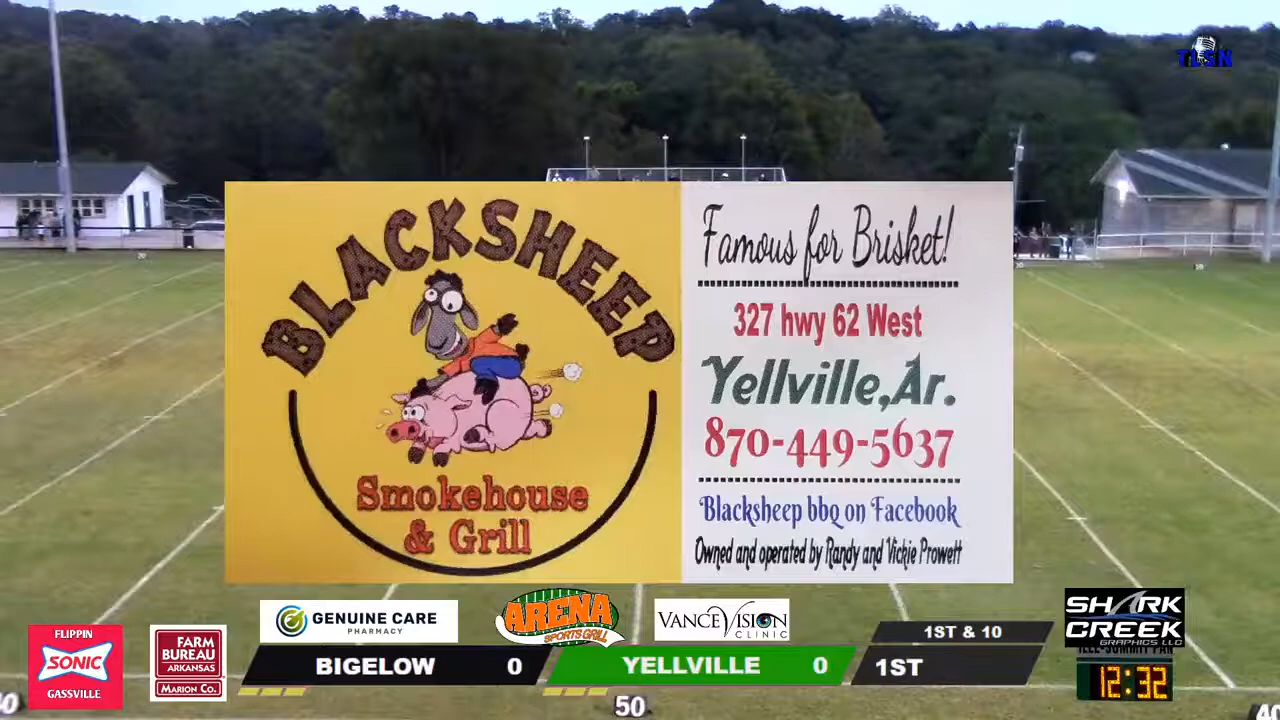 TLSN
BLACKSHEEP
Smokehouse
& Grill
Famous for Brisket!
327 hwy 62 West
Yellville,Ar.
870-449-5637
Blacksheep bbq on Facebook
Owned and operated by Randy and Vickie Prowett
GENUINE CARE
PHARMACY
ARENA
SPORTS GRILL
VANCE VISION
CLINIC
1ST & 10
SHARK
CREEK
GRAPHICS LLC
FLIPPIN
SONIC
GASSVILLE
FARM
BUREAU
ARKANSAS
Marion Co.
BIGELOW 0
YELLVILLE 0
1ST
12:32
50